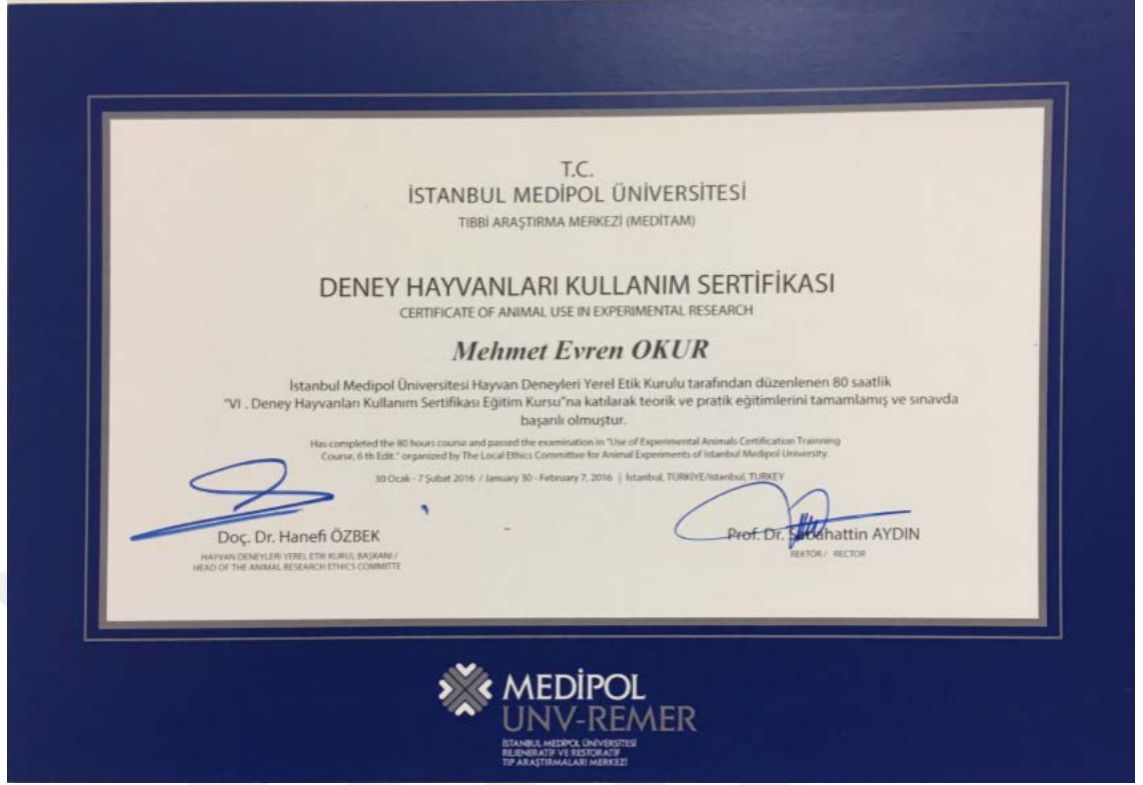 T.C.
İSTANBUL MEDİPOL ÜNİVERSİTESİ
TIBBİ ARAŞTIRMA MERKEZİ (MEDİTAM)
DENEY HAYVANLARI KULLANIM SERTİFİKASI
CERTIFICATE OF ANIMAL USE IN EXPERIMENTAL RESEARCH
Mehmet Evren OKUR
İstanbul Medipol Üniversitesi Hayvan Deneyleri Yerel Etik Kurulu tarafından düzenlenen 80 saatlik
"VI . Deney Hayvanları Kullanım Sertifikası Eğitim Kursu"na katılarak teorik ve pratik eğitimlerini tamamlamış ve sınavda
başarılı olmuştur.
Has completed the 80 hours course and passed the examination in "Use of Experimental Animals Certification Trainning
Course, 6 th Edit." organized by The Local Ethics Committee for Animal Experiments of Istanbul Medipol University.
30 Ocak - 7 Şubat 2016 / January 30 - February 7, 2016 | İstanbul, TÜRKİYE/Istanbul, TURKEY
Doç. Dr. Hanefi ÖZBEK
HAYVAN DENEYLERİ YEREL ETİK KURUL BAŞKANI /
HEAD OF THE ANIMAL RESEARCH ETHICS COMMITTE
Prof. Dr. Sabahattin AYDIN
REKTÖR / RECTOR
MEDİPOL
UNV-REMER
İSTANBUL MEDİPOL ÜNİVERSİTESİ
REJENERATİF VE RESTORATİF
TIP ARAŞTIRMALARI MERKEZİ